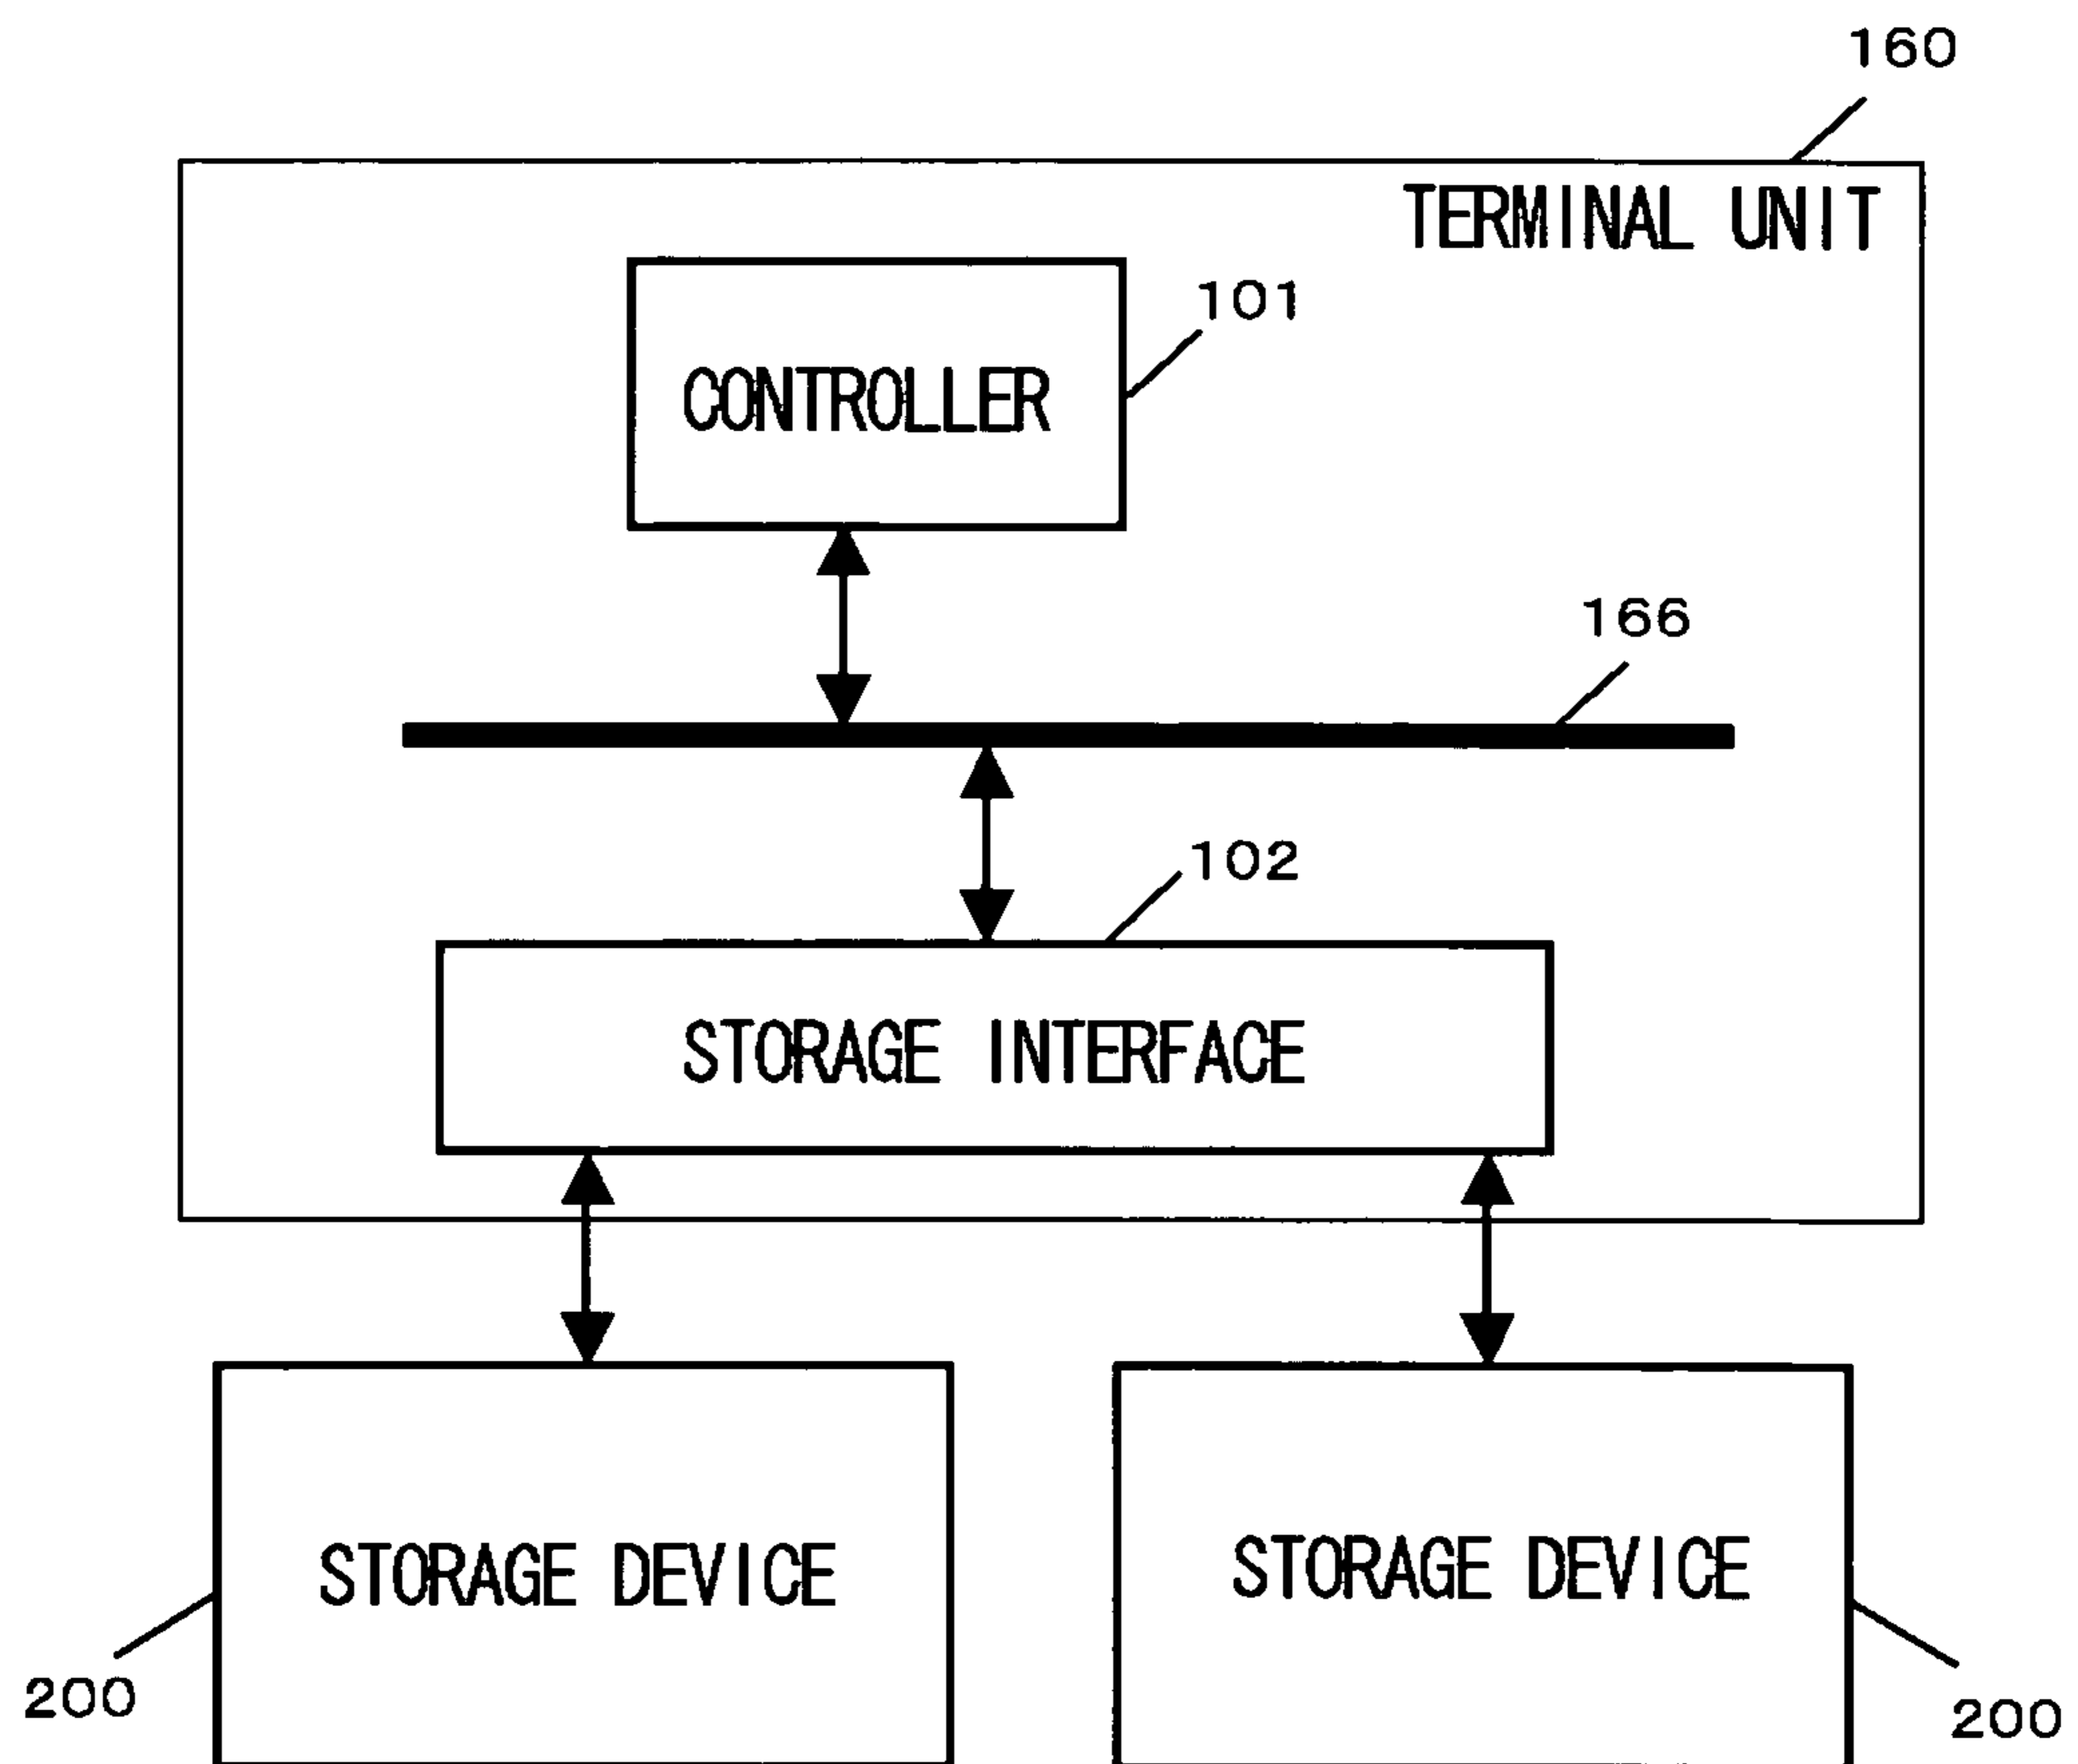 160
TERMINAL UNIT
101
CONTROLLER
166
102
STORAGE INTERFACE
STORAGE DEVICE
STORAGE DEVICE
200
200